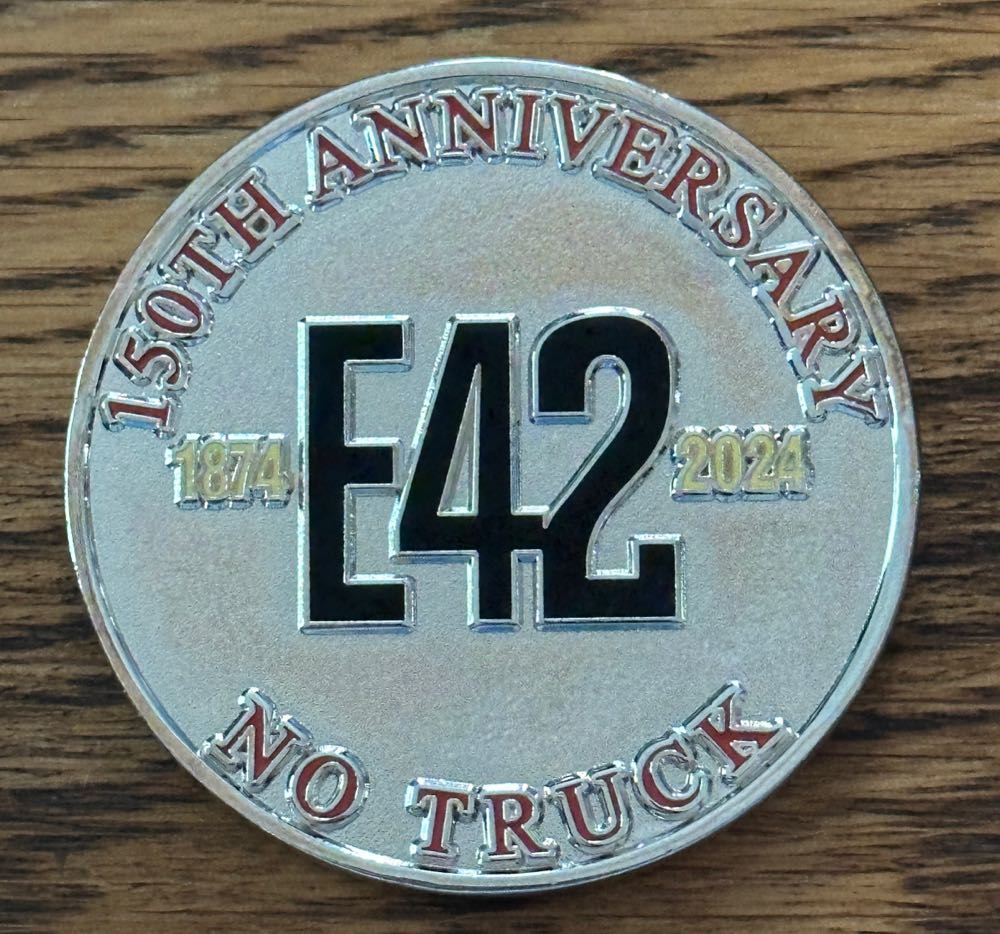 150TH ANNIVERSARY
1874 E42 2024
NO TRUCK